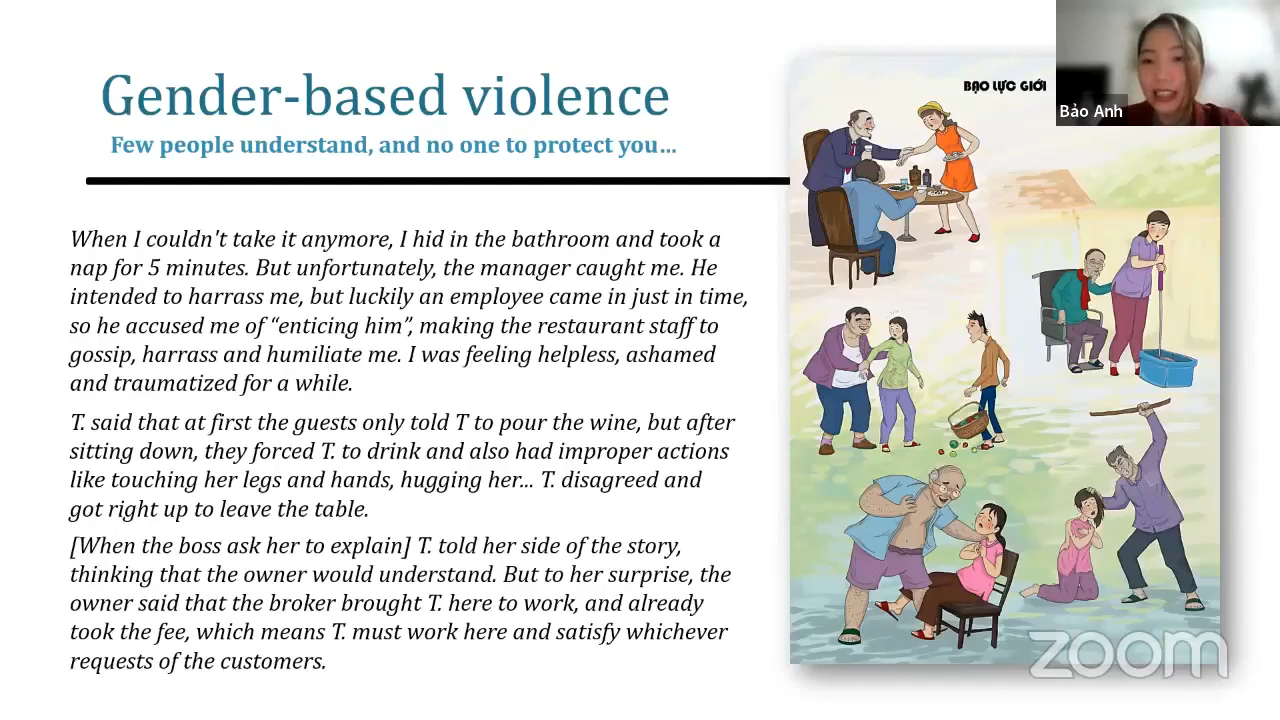 Gender-based violence
Few people understand, and no one to protect you...
BẠO LỰC GIỚI
Bảo Anh
When I couldn't take it anymore, I hid in the bathroom and took a
nap for 5 minutes. But unfortunately, the manager caught me. He
intended to harrass me, but luckily an employee came in just in time,
so he accused me of “enticing him”, making the restaurant staff to
gossip, harrass and humiliate me. I was feeling helpless, ashamed
and traumatized for a while.
T. said that at first the guests only told T to pour the wine, but after
sitting down, they forced T. to drink and also had improper actions
like touching her legs and hands, hugging her... T. disagreed and
got right up to leave the table.
[When the boss ask her to explain] T. told her side of the story,
thinking that the owner would understand. But to her surprise, the
owner said that the broker brought T. here to work, and already
took the fee, which means T. must work here and satisfy whichever
requests of the customers.
zoom